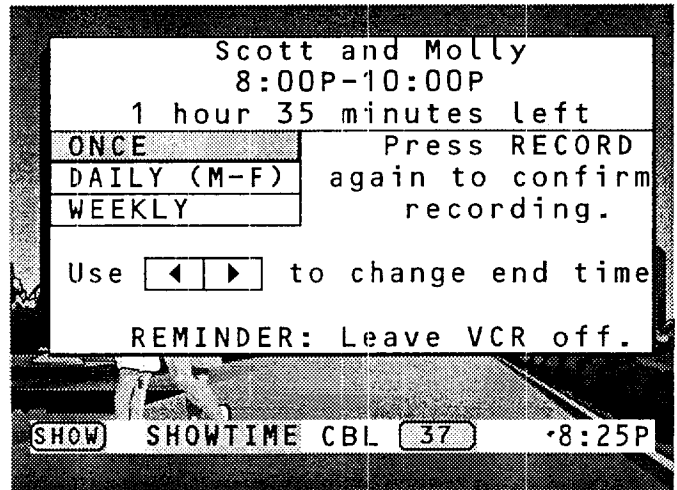 Scott and Molly
8:00P-10:00P
1 hour 35 minutes left
ONCE
DAILY (M-F)
WEEKLY
Press RECORD
again to confirm
recording.
Use ◀ ▶ to change end time
REMINDER: Leave VCR off.
SHOW SHOWTIME CBL 37 8:25P